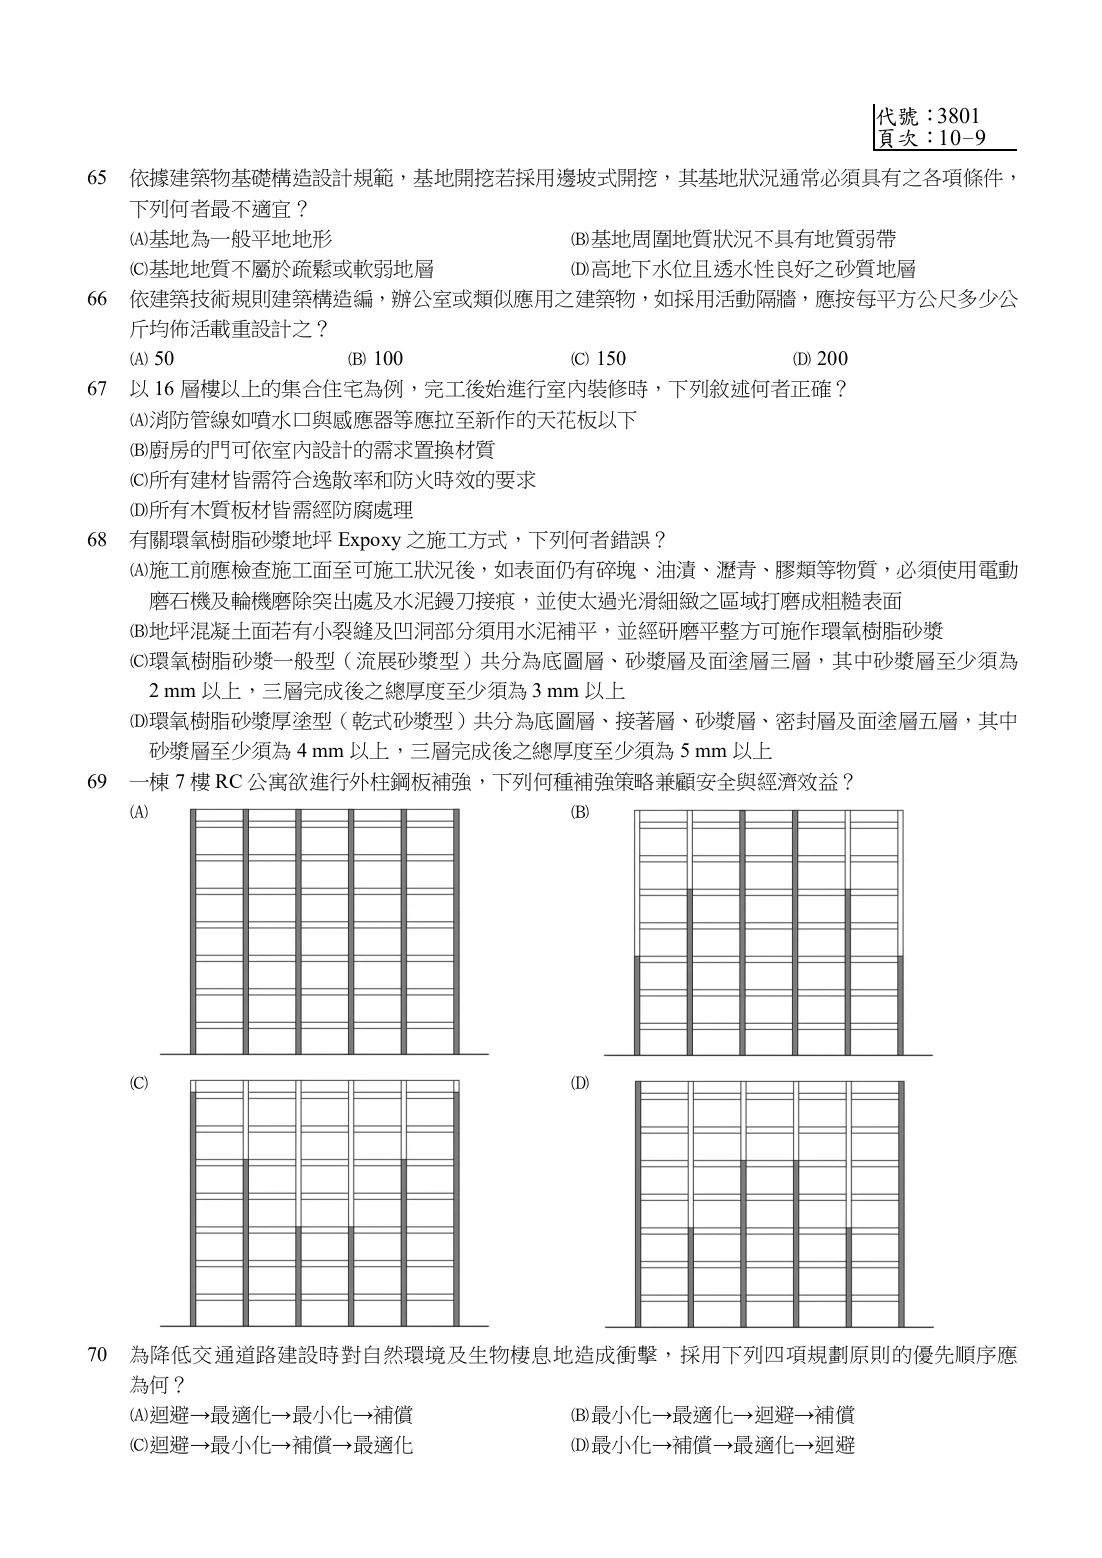 代號：3801
頁次：10－9
65 依據建築物基礎構造設計規範，基地開挖若採用邊坡式開挖，其基地狀況通常必須具有之各項條件，
下列何者最不適宜？
(A)基地為一般平地地形 (B)基地周圍地質狀況不具有地質弱帶
(C)基地地質不屬於疏鬆或軟弱地層 (D)高地下水位且透水性良好之砂質地層
66 依建築技術規則建築構造編，辦公室或類似應用之建築物，如採用活動隔牆，應按每平方公尺多少公
斤均佈活載重設計之？
(A) 50 (B) 100 (C) 150 (D) 200
67 以 16 層樓以上的集合住宅為例，完工後始進行室內裝修時，下列敘述何者正確？
(A)消防管線如噴水口與感應器等應拉至新作的天花板以下
(B)廚房的門可依室內設計的需求置換材質
(C)所有建材皆需符合逸散率和防火時效的要求
(D)所有木質板材皆需經防腐處理
68 有關環氧樹脂砂漿地坪 Expoxy 之施工方式，下列何者錯誤？
(A)施工前應檢查施工面至可施工狀況後，如表面仍有碎塊、油漬、瀝青、膠類等物質，必須使用電動
磨石機及輪機磨除突出處及水泥鏝刀接痕，並使太過光滑細緻之區域打磨成粗糙表面
(B)地坪混凝土面若有小裂縫及凹洞部分須用水泥補平，並經研磨平整方可施作環氧樹脂砂漿
(C)環氧樹脂砂漿一般型（流展砂漿型）共分為底圖層、砂漿層及面塗層三層，其中砂漿層至少須為
2 mm 以上，三層完成後之總厚度至少須為 3 mm 以上
(D)環氧樹脂砂漿厚塗型（乾式砂漿型）共分為底圖層、接著層、砂漿層、密封層及面塗層五層，其中
砂漿層至少須為 4 mm 以上，三層完成後之總厚度至少須為 5 mm 以上
69 一棟 7 樓 RC 公寓欲進行外柱鋼板補強，下列何種補強策略兼顧安全與經濟效益？
(A) (B)
(C) (D)
70 為降低交通道路建設時對自然環境及生物棲息地造成衝擊，採用下列四項規劃原則的優先順序應
為何？
(A)迴避→最適化→最小化→補償 (B)最小化→最適化→迴避→補償
(C)迴避→最小化→補償→最適化 (D)最小化→補償→最適化→迴避